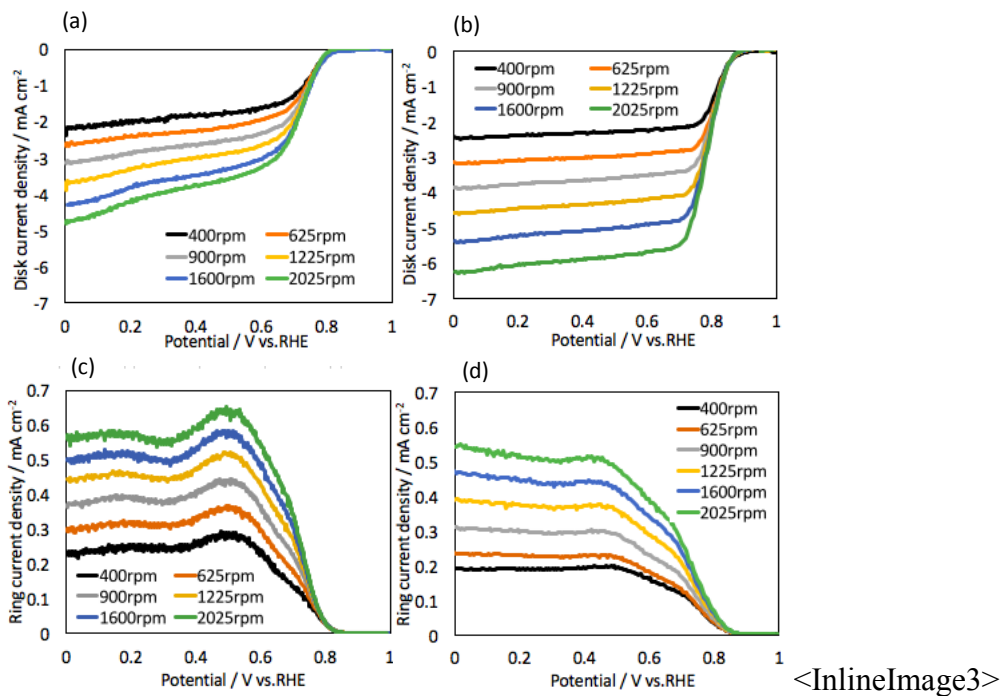 (a)
0
-1
-2
-3
-4
-5
-6
-7
Disk current density / mA cm⁻²
400rpm 625rpm
900rpm 1225rpm
1600rpm 2025rpm
0 0.2 0.4 0.6 0.8 1
Potential / V vs.RHE
(b)
0
-1
-2
-3
-4
-5
-6
-7
Disk current density / mA cm⁻²
400rpm 625rpm
900rpm 1225rpm
1600rpm 2025rpm
0 0.2 0.4 0.6 0.8 1
Potential / V vs.RHE
(c)
0.7
0.6
0.5
0.4
0.3
0.2
0.1
0
Ring current density / mA cm⁻²
400rpm 625rpm
900rpm 1225rpm
1600rpm 2025rpm
0 0.2 0.4 0.6 0.8 1
Potential / V vs.RHE
(d)
0.7
0.6
0.5
0.4
0.3
0.2
0.1
0
Ring current density / mA cm⁻²
400rpm
625rpm
900rpm
1225rpm
1600rpm
2025rpm
0 0.2 0.4 0.6 0.8 1
Potential / V vs.RHE
<InlineImage3>